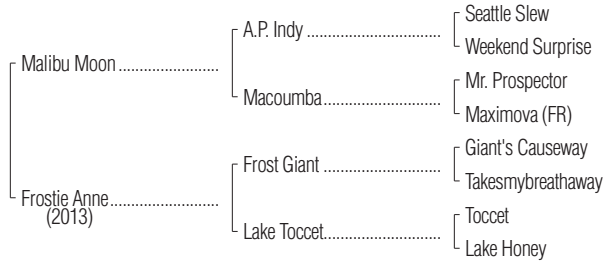 Seattle Slew
A.P. Indy
Weekend Surprise
Malibu Moon
Mr. Prospector
Macoumba
Maximova (FR)
Giant's Causeway
Frost Giant
Takesmybreathaway
Frostie Anne
(2013)
Toccet
Lake Toccet
Lake Honey